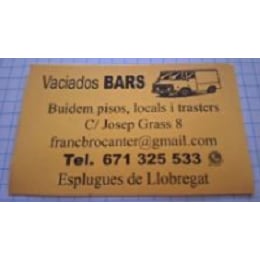 Vaciados BARS
Buidem pisos, locals i trasters
C/ Josep Grass 8
francbrocanter@gmail.com
Tel. 671 325 533
Esplugues de Llobregat